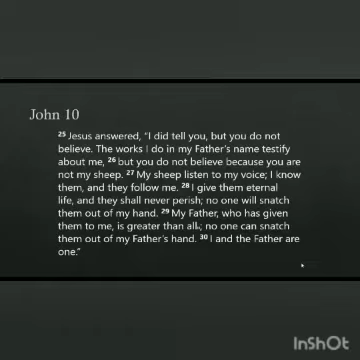 John 10
25 Jesus answered, "I did tell you, but you do not
believe. The works I do in my Father's name testify
about me, 26 but you do not believe because you are
not my sheep. 27 My sheep listen to my voice; I know
them, and they follow me. 28 I give them eternal
life, and they shall never perish; no one will snatch
them out of my hand. 29 My Father, who has given
them to me, is greater than all; no one can snatch
them out of my Father's hand. 30 I and the Father are
one."
InShOt